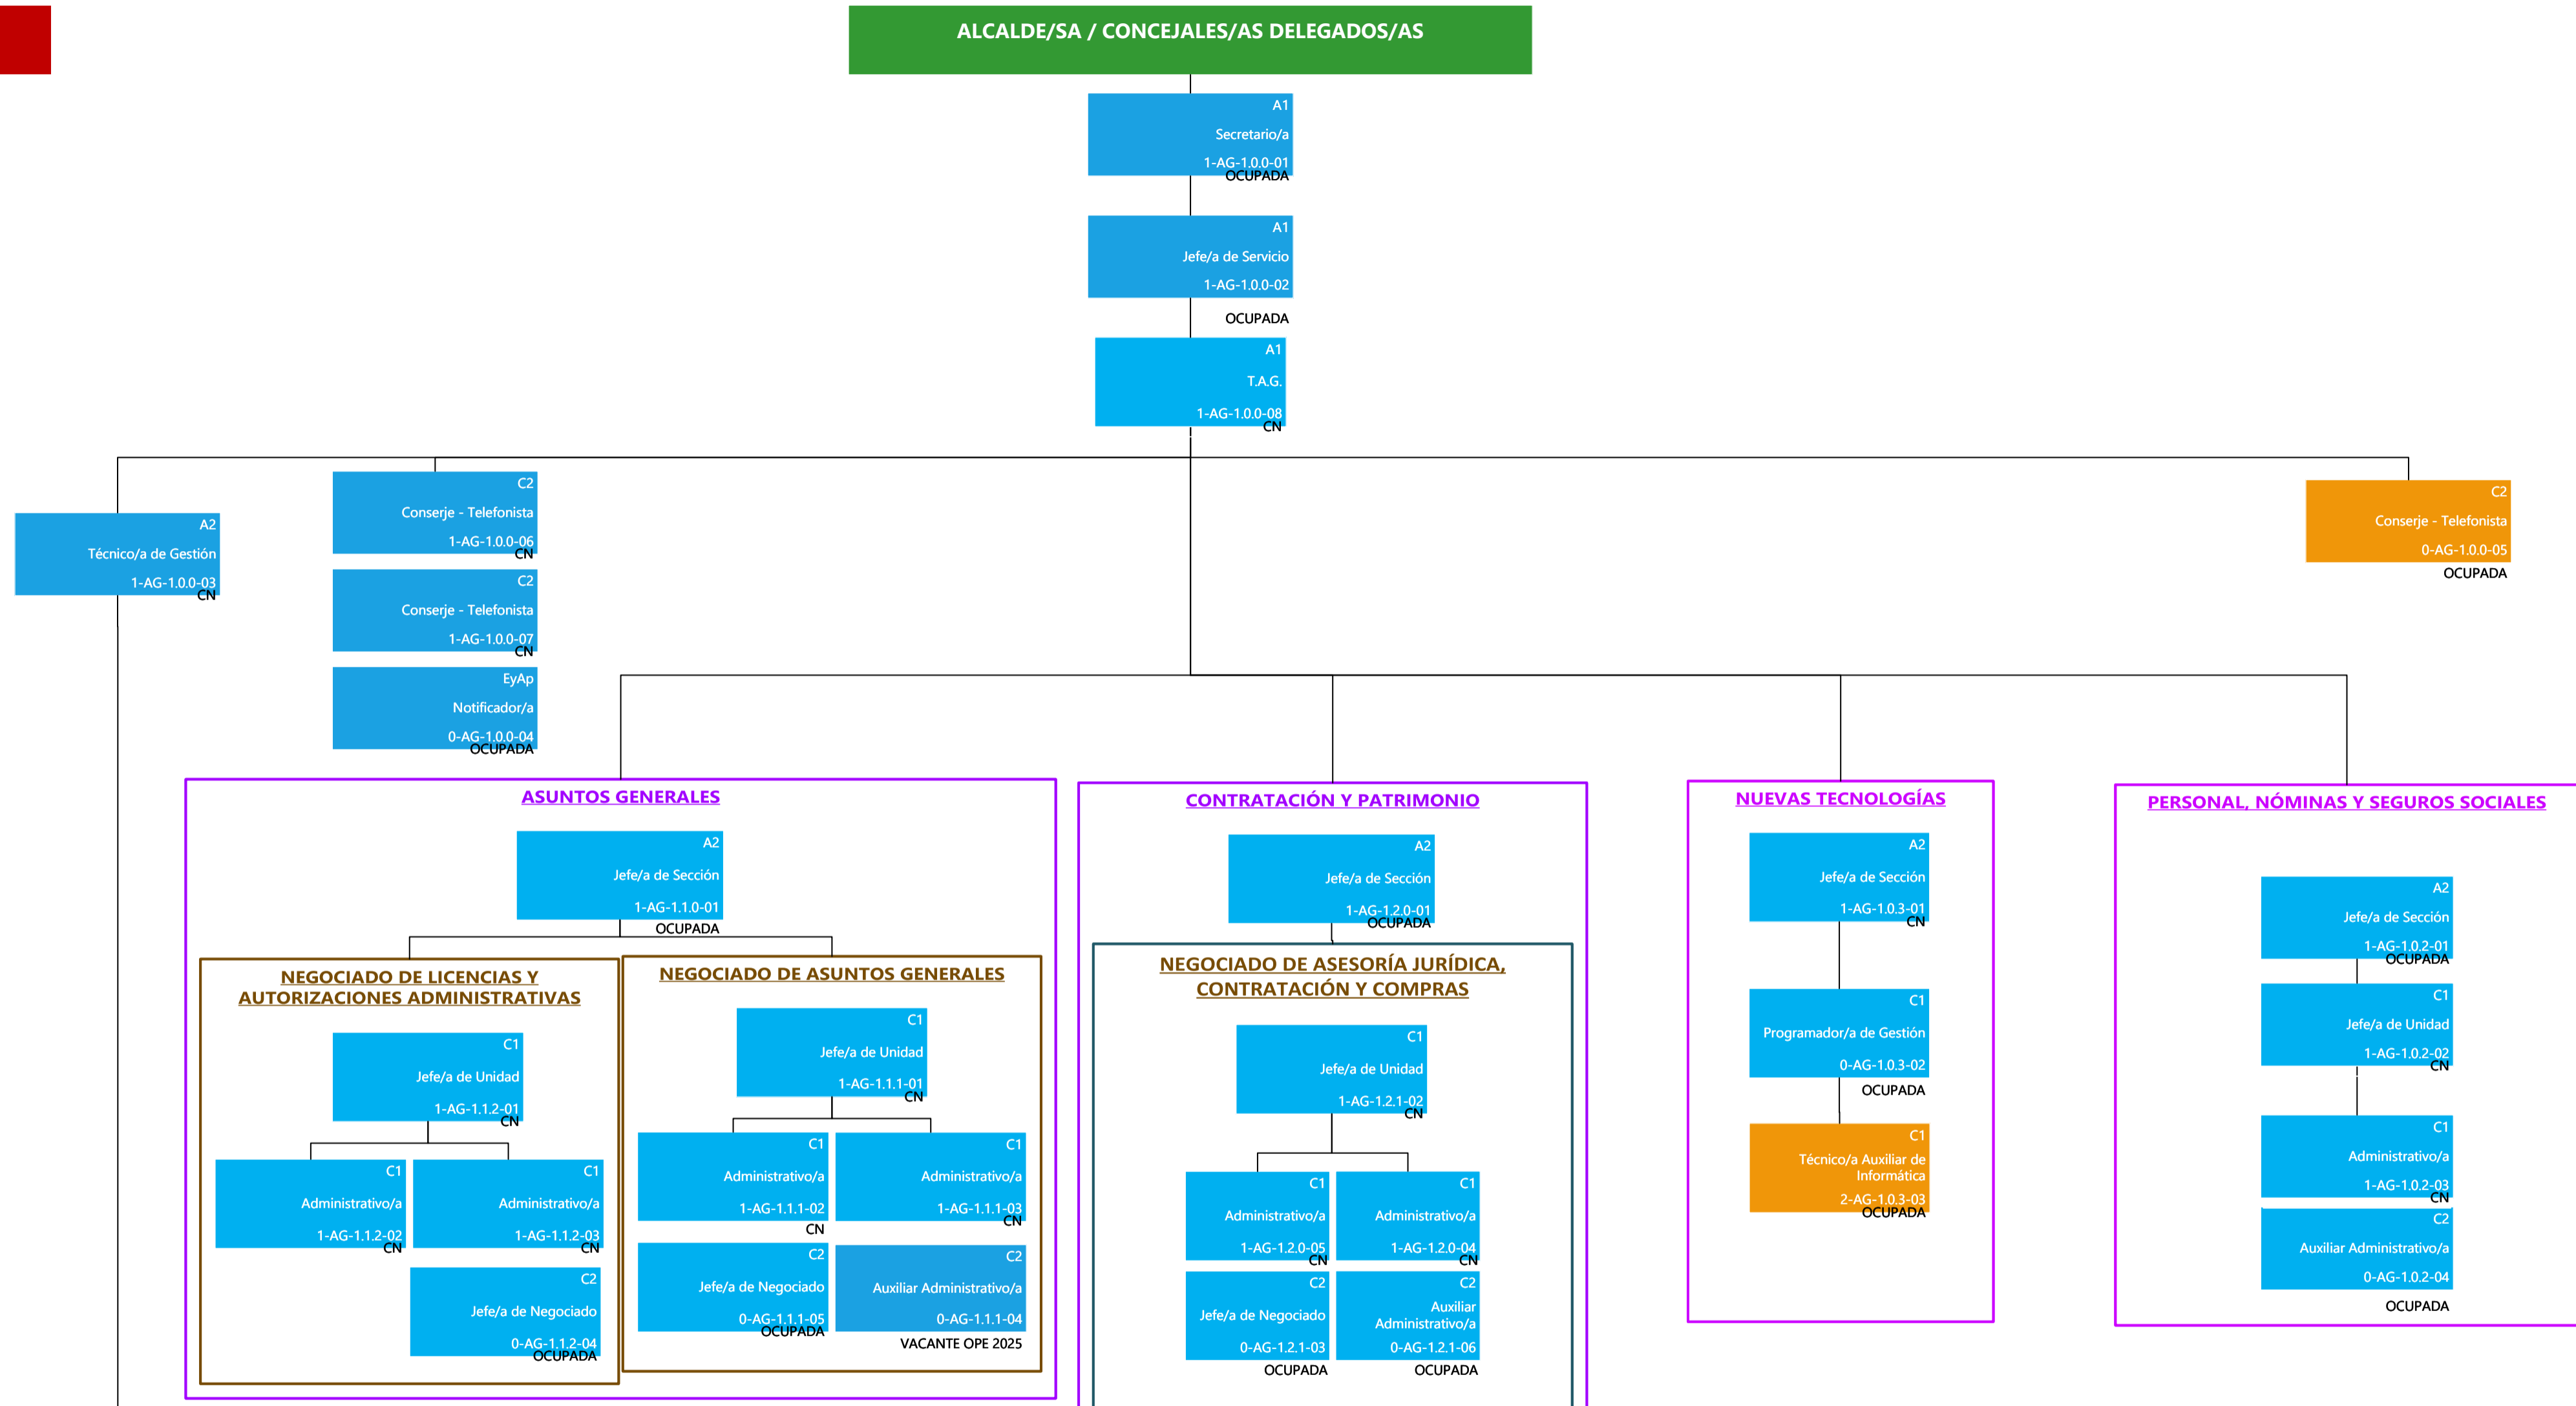 ALCALDE/SA / CONCEJALES/AS DELEGADOS/AS
A1
Secretario/a
1-AG-1.0.0-01
OCUPADA
A1
Jefe/a de Servicio
1-AG-1.0.0-02
OCUPADA
A1
T.A.G.
1-AG-1.0.0-08
CN
A2
Técnico/a de Gestión
1-AG-1.0.0-03
CN
C2
Conserje - Telefonista
1-AG-1.0.0-06
CN
C2
Conserje - Telefonista
1-AG-1.0.0-07
CN
EyAp
Notificador/a
0-AG-1.0.0-04
OCUPADA
C2
Conserje - Telefonista
0-AG-1.0.0-05
OCUPADA
ASUNTOS GENERALES
A2
Jefe/a de Sección
1-AG-1.1.0-01
OCUPADA
NEGOCIADO DE LICENCIAS Y
AUTORIZACIONES ADMINISTRATIVAS
C1
Jefe/a de Unidad
1-AG-1.1.2-01
CN
C1
Administrativo/a
1-AG-1.1.2-02
CN
C1
Administrativo/a
1-AG-1.1.2-03
CN
C2
Jefe/a de Negociado
0-AG-1.1.2-04
OCUPADA
NEGOCIADO DE ASUNTOS GENERALES
C1
Jefe/a de Unidad
1-AG-1.1.1-01
CN
C1
Administrativo/a
1-AG-1.1.1-02
CN
C1
Administrativo/a
1-AG-1.1.1-03
CN
C2
Jefe/a de Negociado
0-AG-1.1.1-05
OCUPADA
C2
Auxiliar Administrativo/a
0-AG-1.1.1-04
VACANTE OPE 2025
CONTRATACIÓN Y PATRIMONIO
A2
Jefe/a de Sección
1-AG-1.2.0-01
OCUPADA
NEGOCIADO DE ASESORÍA JURÍDICA,
CONTRATACIÓN Y COMPRAS
C1
Jefe/a de Unidad
1-AG-1.2.1-02
CN
C1
Administrativo/a
1-AG-1.2.0-05
CN
C1
Administrativo/a
1-AG-1.2.0-04
CN
C2
Jefe/a de Negociado
0-AG-1.2.1-03
OCUPADA
C2
Auxiliar
Administrativo/a
0-AG-1.2.1-06
OCUPADA
NUEVAS TECNOLOGÍAS
A2
Jefe/a de Sección
1-AG-1.0.3-01
CN
C1
Programador/a de Gestión
0-AG-1.0.3-02
OCUPADA
C1
Técnico/a Auxiliar de
Informática
2-AG-1.0.3-03
OCUPADA
PERSONAL, NÓMINAS Y SEGUROS SOCIALES
A2
Jefe/a de Sección
1-AG-1.0.2-01
OCUPADA
C1
Jefe/a de Unidad
1-AG-1.0.2-02
CN
C1
Administrativo/a
1-AG-1.0.2-03
CN
C2
Auxiliar Administrativo/a
0-AG-1.0.2-04
OCUPADA